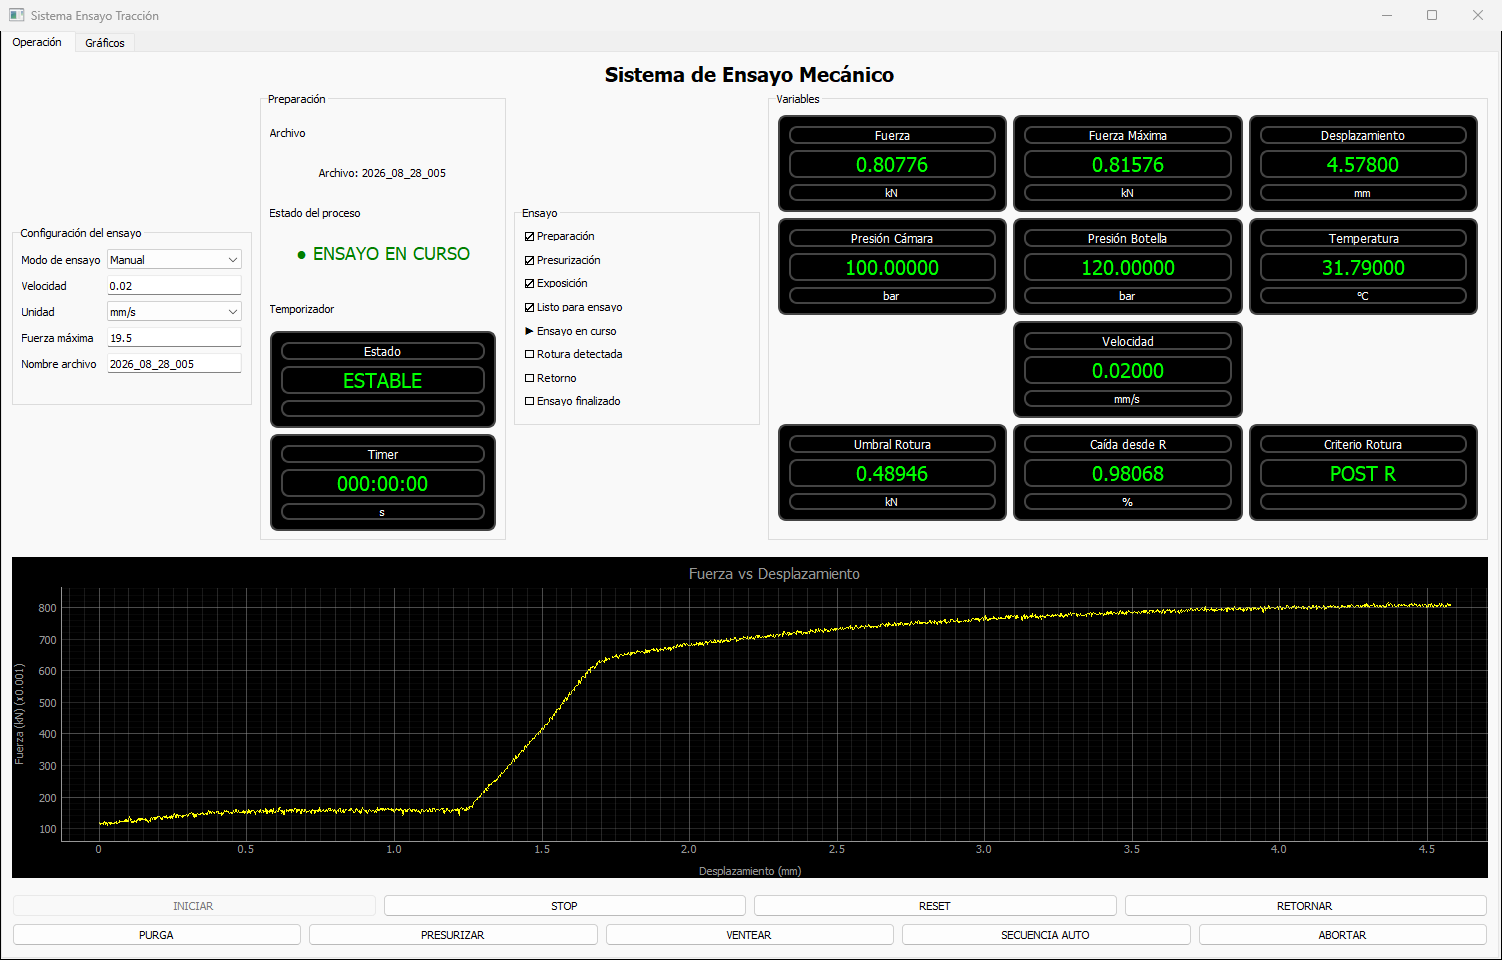 Sistema Ensayo Tracción
Operación
Gráficos
Sistema de Ensayo Mecánico
Configuración del ensayo
Modo de ensayo Manual
Velocidad 0.02
Unidad mm/s
Fuerza máxima 19.5
Nombre archivo 2026_08_28_005
Preparación
Archivo
Archivo: 2026_08_28_005
Estado del proceso
● ENSAYO EN CURSO
Temporizador
Estado
ESTABLE
Timer
000:00:00
s
Ensayo
☑ Preparación
☑ Presurización
☑ Exposición
☑ Listo para ensayo
▶ Ensayo en curso
☐ Rotura detectada
☐ Retorno
☐ Ensayo finalizado
Variables
Fuerza
0.80776
kN
Fuerza Máxima
0.81576
kN
Desplazamiento
4.57800
mm
Presión Cámara
100.00000
bar
Presión Botella
120.00000
bar
Temperatura
31.79000
°C
Velocidad
0.02000
mm/s
Umbral Rotura
0.48946
kN
Caída desde R
0.98068
%
Criterio Rotura
POST R
Fuerza vs Desplazamiento
Fuerza (kN) (x0.001)
800
700
600
500
400
300
200
100
0 0.5 1.0 1.5 2.0 2.5 3.0 3.5 4.0 4.5
Desplazamiento (mm)
INICIAR STOP RESET RETORNAR
PURGA PRESURIZAR VENTEAR SECUENCIA AUTO ABORTAR